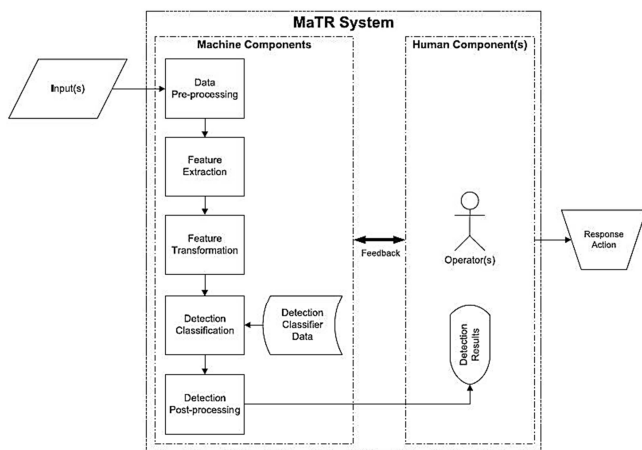 MaTR System
Machine Components
Human Component(s)
Input(s)
Data
Pre-processing
Feature
Extraction
Feature
Transformation
Detection
Classification
Detection
Classifier
Data
Detection
Post-processing
Feedback
Operator(s)
Detection
Results
Response
Action